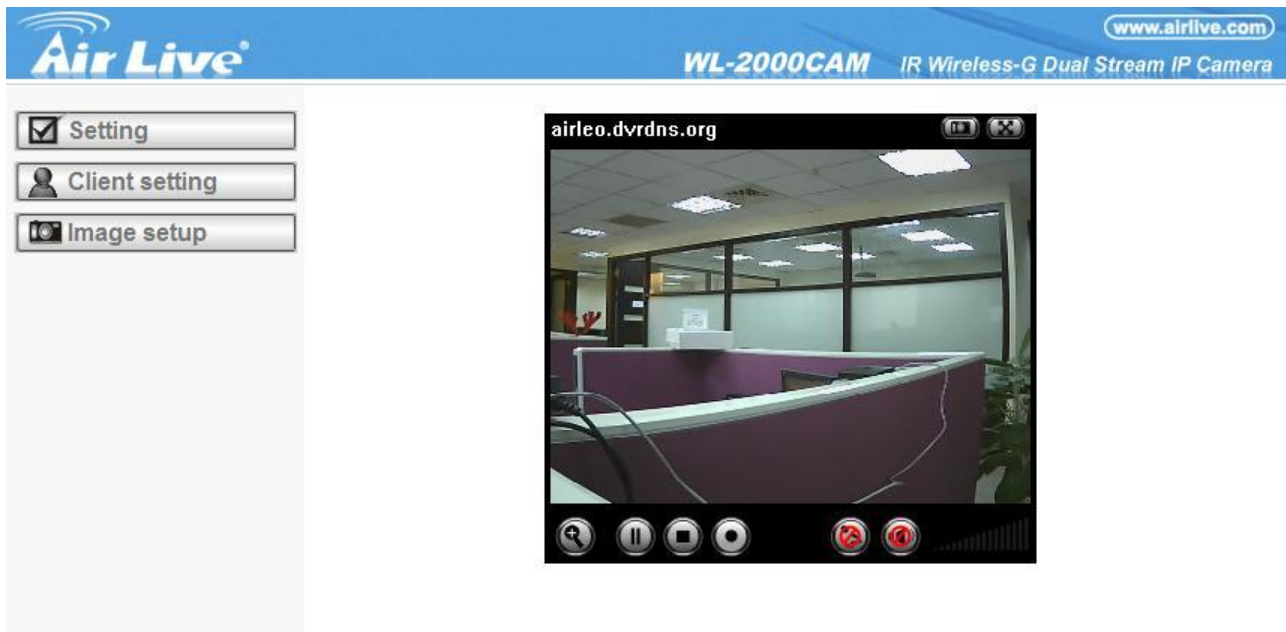 www.airlive.com
Air Live®
WL-2000CAM IR Wireless-G Dual Stream IP Camera
Setting
Client setting
Image setup
airleo.dvrdns.org